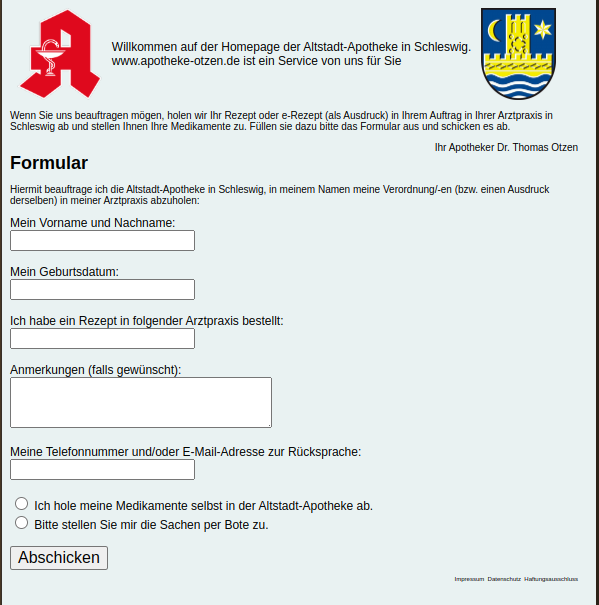 Willkommen auf der Homepage der Altstadt-Apotheke in Schleswig.
www.apotheke-otzen.de ist ein Service von uns für Sie
Wenn Sie uns beauftragen mögen, holen wir Ihr Rezept oder e-Rezept (als Ausdruck) in Ihrem Auftrag in Ihrer Arztpraxis in
Schleswig ab und stellen Ihnen Ihre Medikamente zu. Füllen sie dazu bitte das Formular aus und schicken es ab.
Ihr Apotheker Dr. Thomas Otzen
Formular
Hiermit beauftrage ich die Altstadt-Apotheke in Schleswig, in meinem Namen meine Verordnung/-en (bzw. einen Ausdruck
derselben) in meiner Arztpraxis abzuholen:
Mein Vorname und Nachname:
Mein Geburtsdatum:
Ich habe ein Rezept in folgender Arztpraxis bestellt:
Anmerkungen (falls gewünscht):
Meine Telefonnummer und/oder E-Mail-Adresse zur Rücksprache:
Ich hole meine Medikamente selbst in der Altstadt-Apotheke ab.
Bitte stellen Sie mir die Sachen per Bote zu.
Abschicken
Impressum Datenschutz Haftungsausschluss